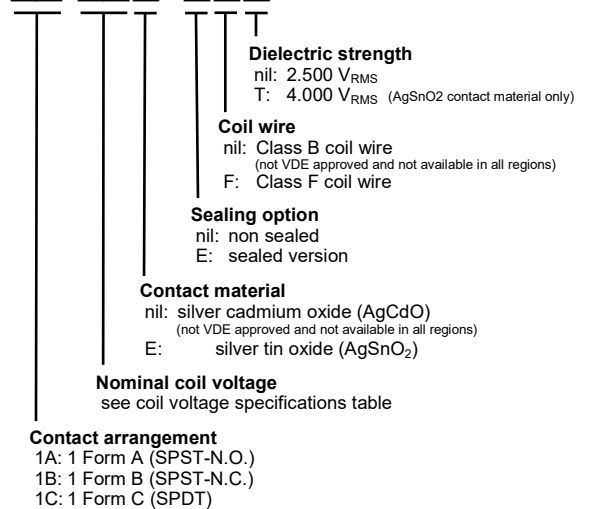 Dielectric strength
nil: 2.500 VRMS
T: 4.000 VRMS (AgSnO2 contact material only)
Coil wire
nil: Class B coil wire
(not VDE approved and not available in all regions)
F: Class F coil wire
Sealing option
nil: non sealed
E: sealed version
Contact material
nil: silver cadmium oxide (AgCdO)
(not VDE approved and not available in all regions)
E: silver tin oxide (AgSnO₂)
Nominal coil voltage
see coil voltage specifications table
Contact arrangement
1A: 1 Form A (SPST-N.O.)
1B: 1 Form B (SPST-N.C.)
1C: 1 Form C (SPDT)